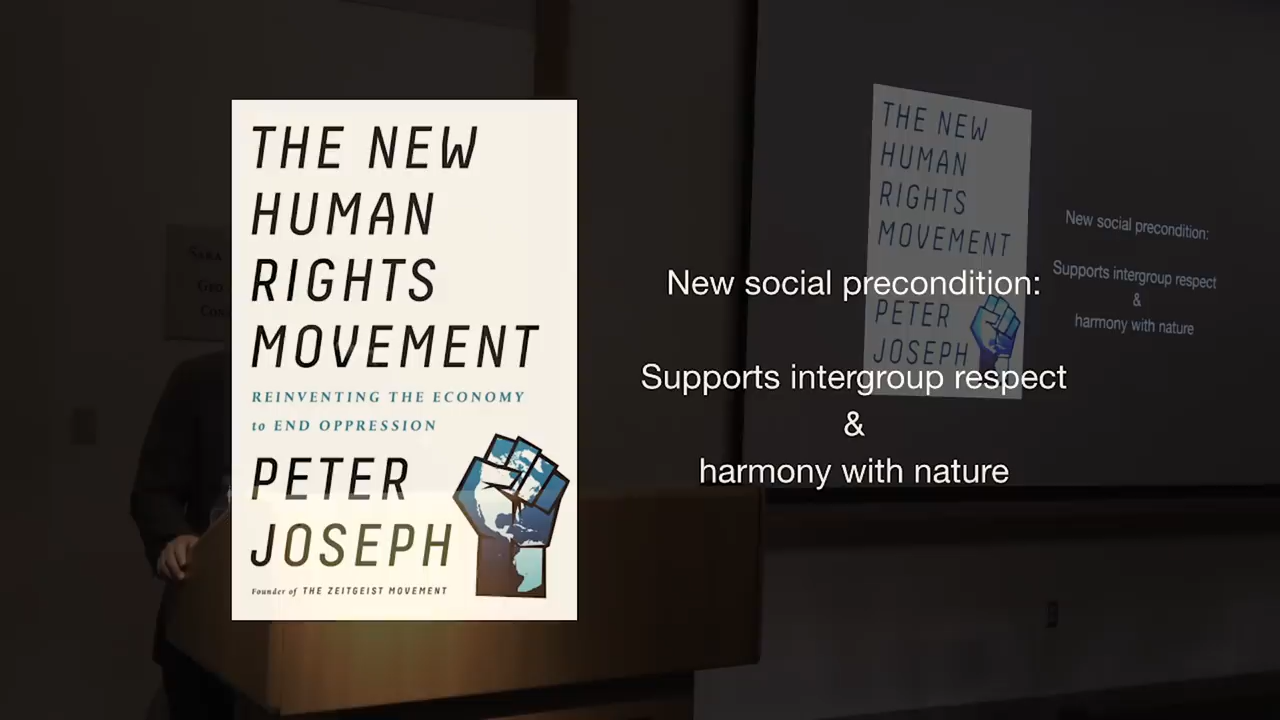 THE NEW
HUMAN
RIGHTS
MOVEMENT
REINVENTING THE ECONOMY
to END OPPRESSION
PETER
JOSEPH
Founder of THE ZEITGEIST MOVEMENT
New social precondition:
Supports intergroup respect
&
harmony with nature
THE NEW
HUMAN
RIGHTS
MOVEMENT
PETER
JOSEPH
New social precondition:
Supports intergroup respect
&
harmony with nature